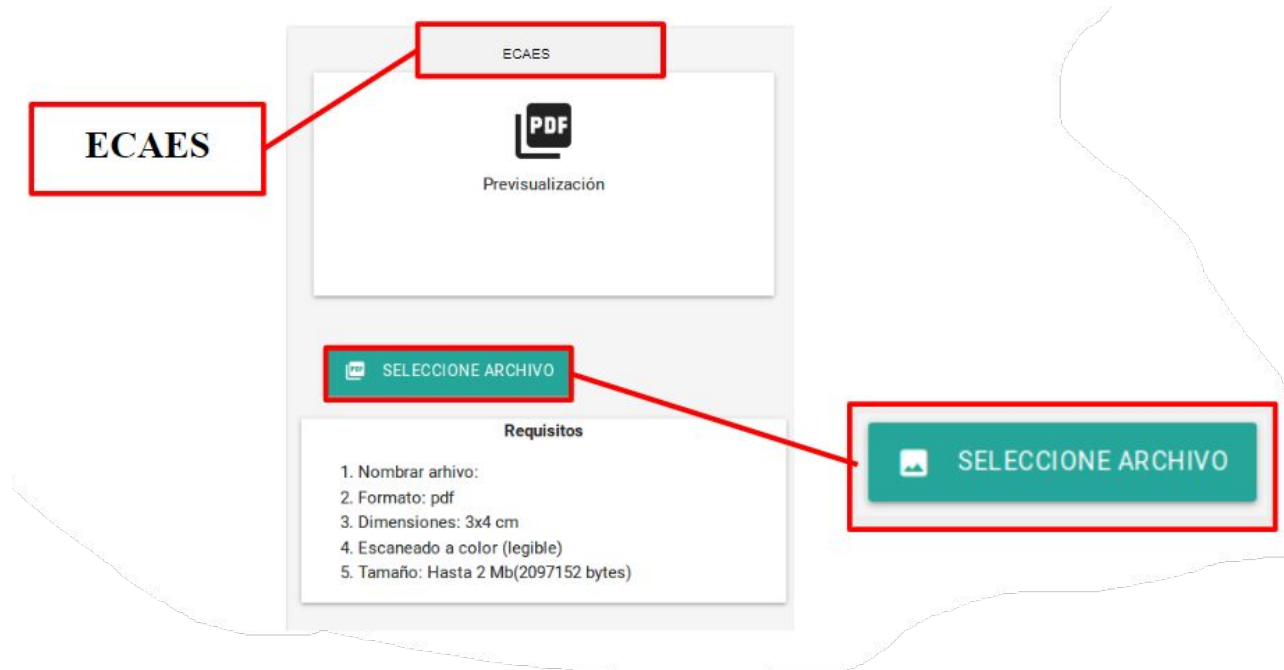 ECAES
ECAES
PDF
Previsualización
PDF
SELECCIONE ARCHIVO
SELECCIONE ARCHIVO
Requisitos
1. Nombrar arhivo:
2. Formato: pdf
3. Dimensiones: 3x4 cm
4. Escaneado a color (legible)
5. Tamaño: Hasta 2 Mb(2097152 bytes)